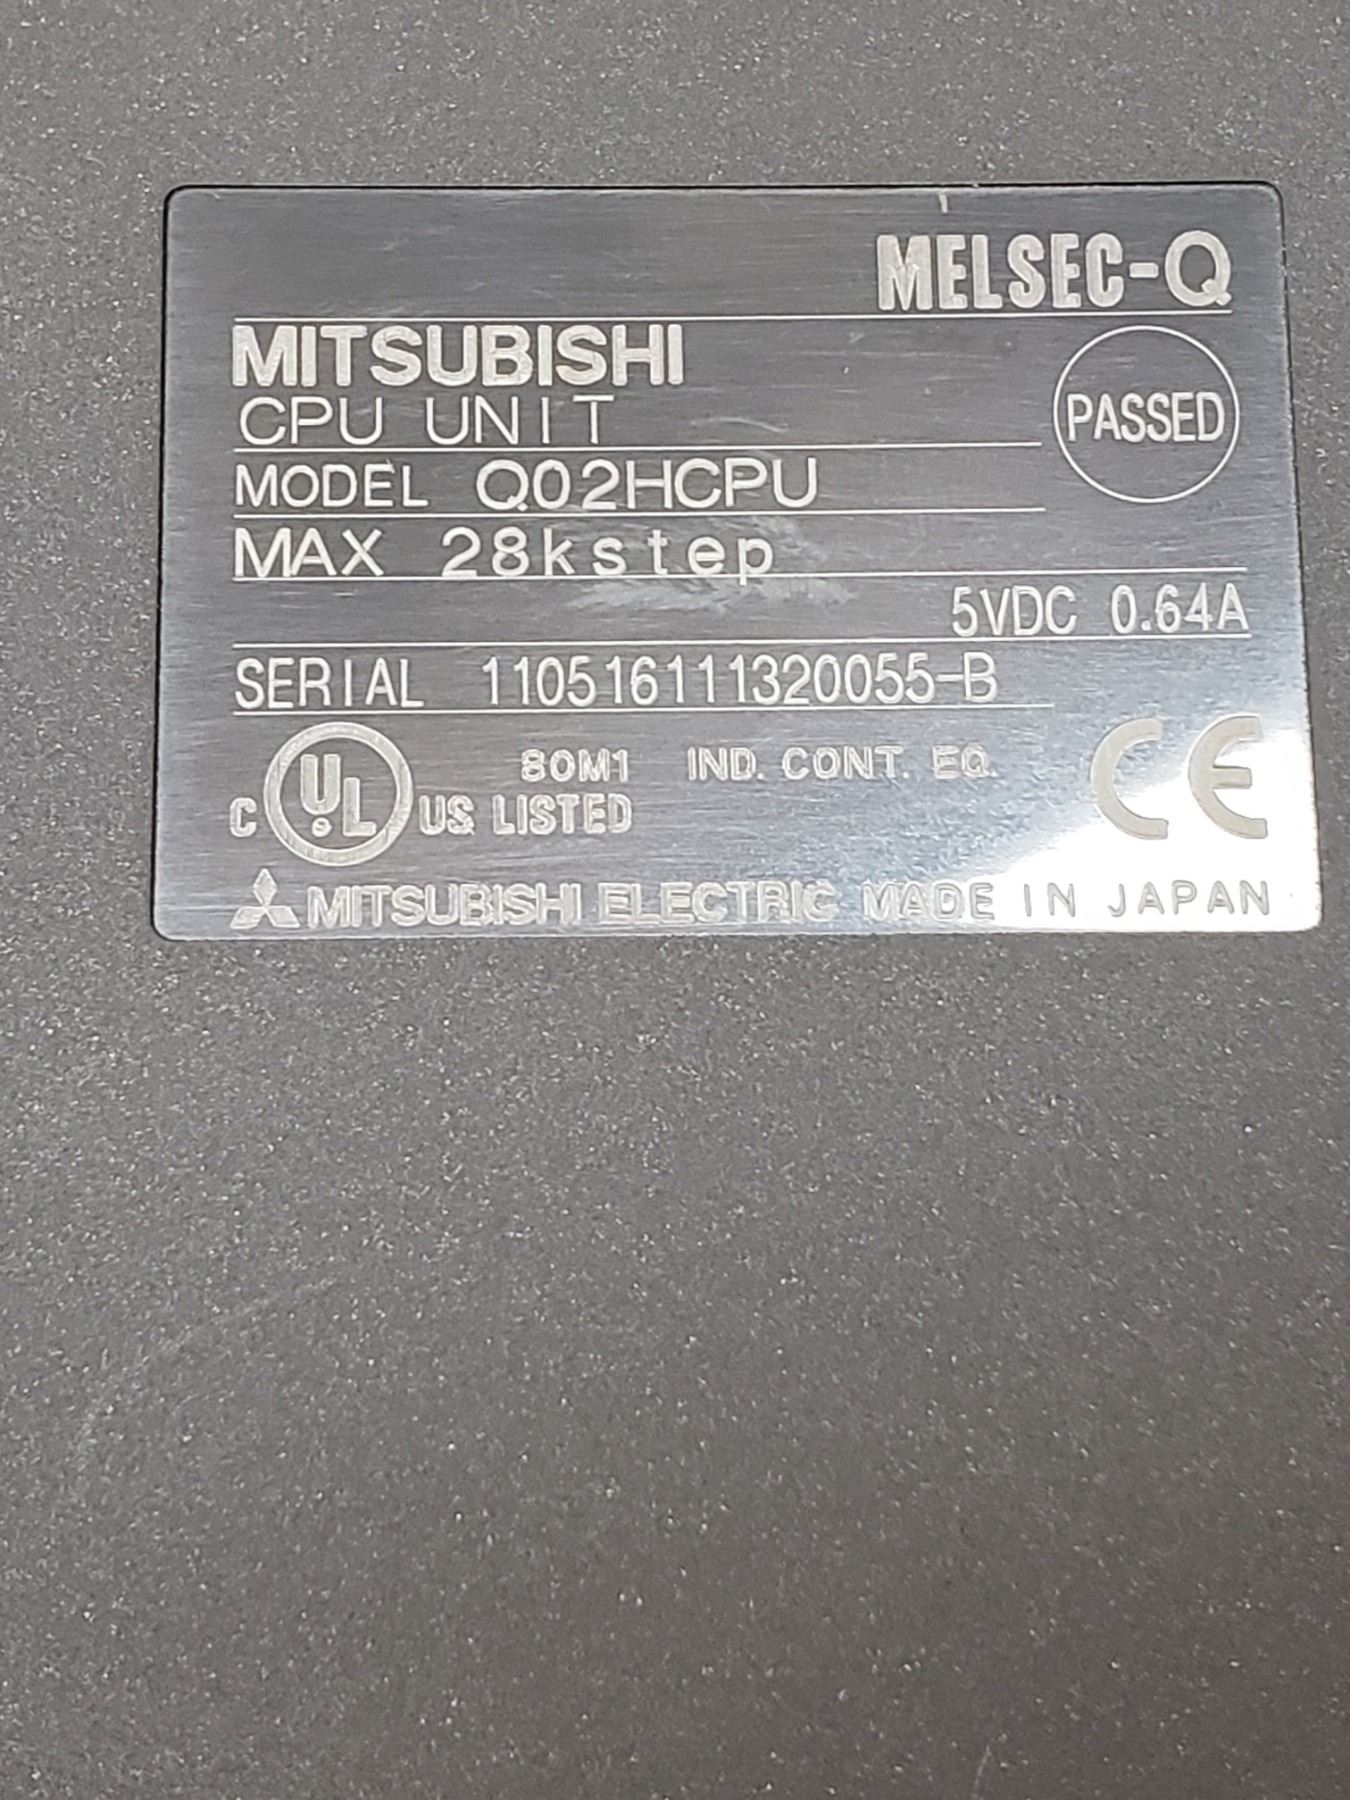 MELSEC-Q
MITSUBISHI
CPU UNIT
PASSED
MODEL Q02HCPU
MAX 28kstep
5VDC 0.64A
SERIAL 110516111320055-B
C UL US LISTED
80M1 IND. CONT. EQ.
CE
MITSUBISHI ELECTRIC MADE IN JAPAN